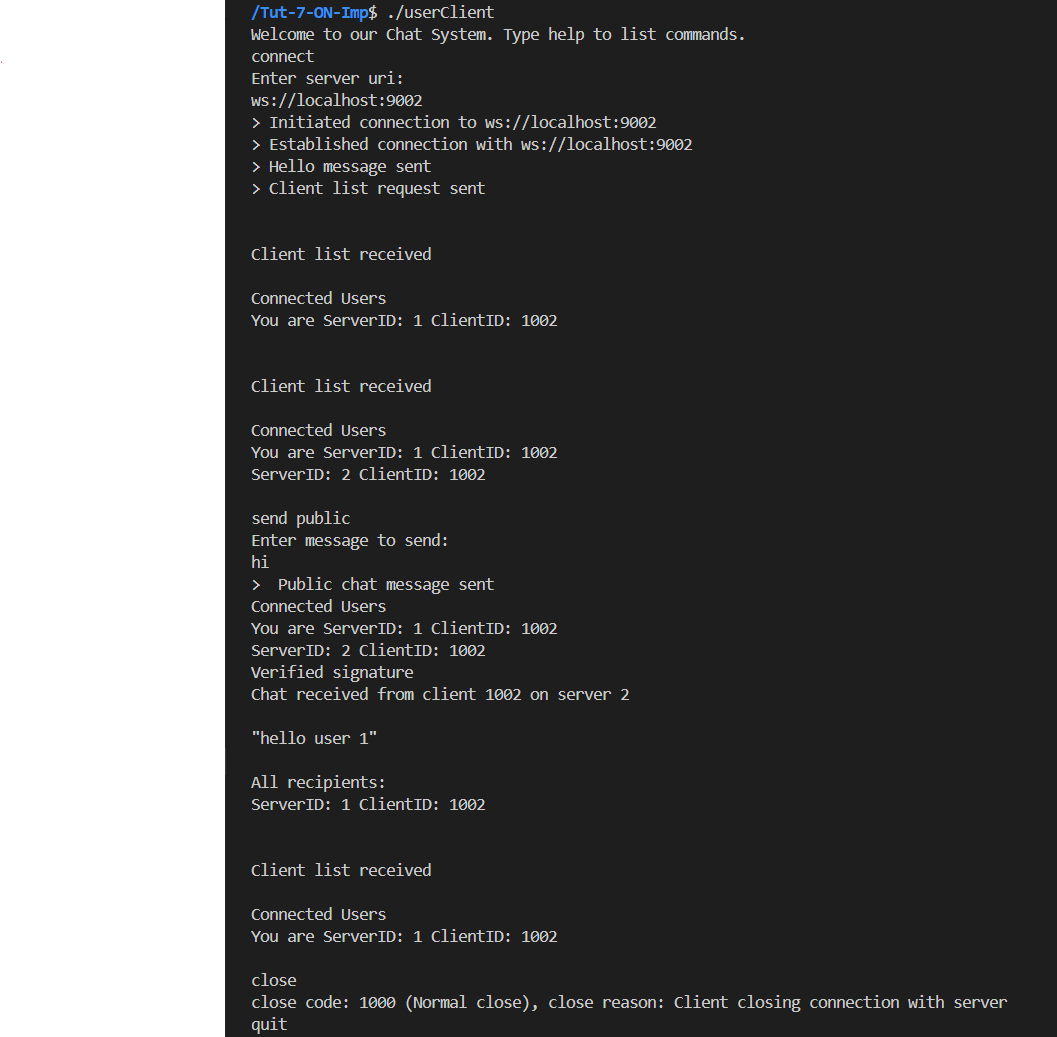 /Tut-7-ON-Imp$ ./userClient
Welcome to our Chat System. Type help to list commands.
connect
Enter server uri:
ws://localhost:9002
> Initiated connection to ws://localhost:9002
> Established connection with ws://localhost:9002
> Hello message sent
> Client list request sent
Client list received
Connected Users
You are ServerID: 1 ClientID: 1002
Client list received
Connected Users
You are ServerID: 1 ClientID: 1002
ServerID: 2 ClientID: 1002
send public
Enter message to send:
hi
>  Public chat message sent
Connected Users
You are ServerID: 1 ClientID: 1002
ServerID: 2 ClientID: 1002
Verified signature
Chat received from client 1002 on server 2
"hello user 1"
All recipients:
ServerID: 1 ClientID: 1002
Client list received
Connected Users
You are ServerID: 1 ClientID: 1002
close
close code: 1000 (Normal close), close reason: Client closing connection with server
quit